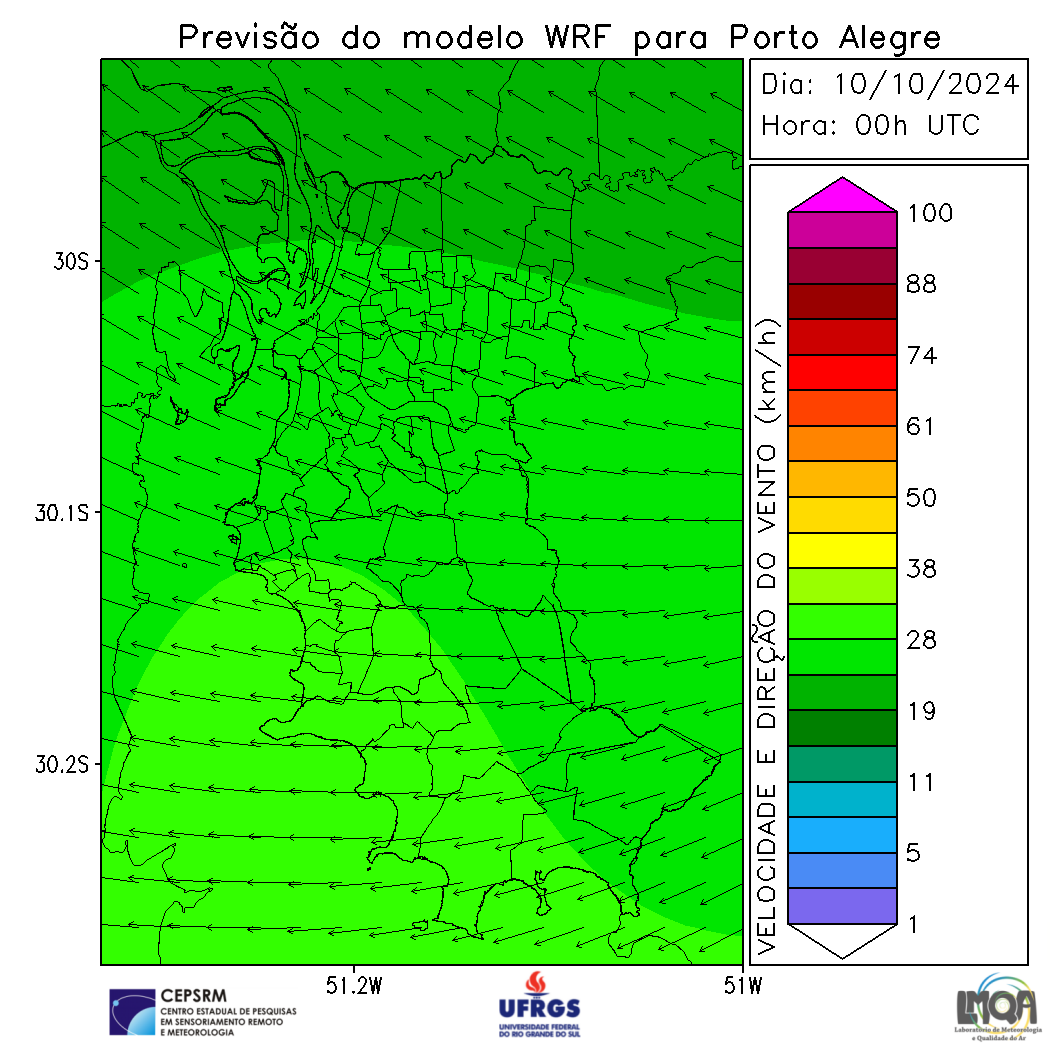 Previsão do modelo WRF para Porto Alegre
Dia: 10/10/2024
Hora: 00h UTC
30S
30.1S
30.2S
51.2W
51W
VELOCIDADE E DIREÇÃO DO VENTO (km/h)
100
88
74
61
50
38
28
19
11
5
1
CEPSRM
CENTRO ESTADUAL DE PESQUISAS
EM SENSORIAMENTO REMOTO
E METEOROLOGIA
UFRGS
UNIVERSIDADE FEDERAL
DO RIO GRANDE DO SUL
LMQA
Laboratório de Meteorologia
e Qualidade do Ar